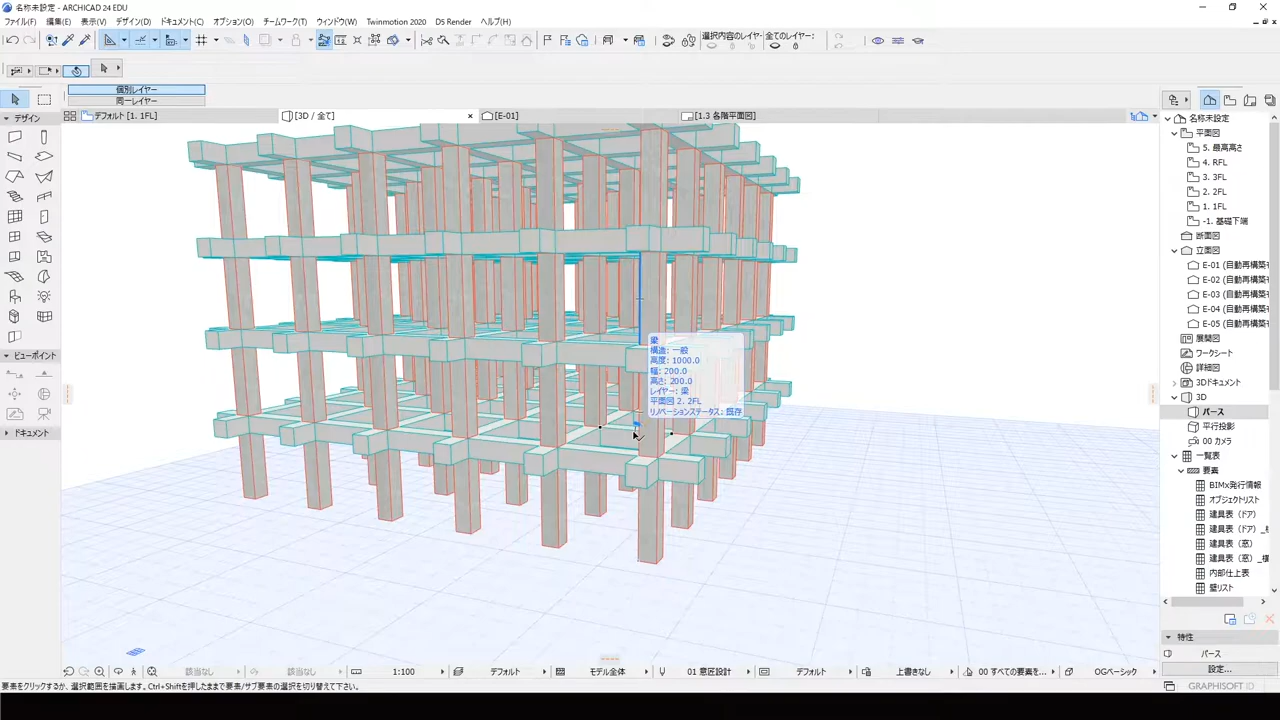 名称未設定 - ARCHICAD 24 EDU
ファイル(F) 編集(E) 表示(V) デザイン(D) ドキュメント(C) オプション(O) チームワーク(T) ウィンドウ(W) Twinmotion 2020 D5 Render ヘルプ(H)
選択内容のレイヤー: 全てのレイヤー:
個別レイヤー
同一レイヤー
デザイン
デフォルト [1. 1FL]
[3D / 全て]
[E-01]
[1.3 各階平面図]
ビューポイント
ドキュメント
梁
構造: 一般
高度: 1000.0
幅: 200.0
高さ: 200.0
レイヤー: 梁
平面図 2. 2FL
リノベーションステータス: 既存
名称未設定
平面図
5. 最高高さ
4. RFL
3. 3FL
2. 2FL
1. 1FL
-1. 基礎下端
断面図
立面図
E-01 (自動再構築
E-02 (自動再構築
E-03 (自動再構築
E-04 (自動再構築
E-05 (自動再構築
展開図
ワークシート
詳細図
3Dドキュメント
3D
パース
平行投影
00 カメラ
一覧表
要素
BIMx発行情報
オブジェクトリスト
建具表 (ドア)
建具表 (ドア) _
建具表 (窓)
建具表 (窓) _
内部仕上表
壁リスト
特性
パース
設定...
該当なし 該当なし 1:100 デフォルト モデル全体 01 意匠設計 デフォルト 上書きなし 00 すべての要素を... OGベーシック
要素をクリックするか、選択範囲を描画します。Ctrl+Shiftを押したままで要素/サブ要素の選択を切り替えて下さい。
GRAPHISOFT ID